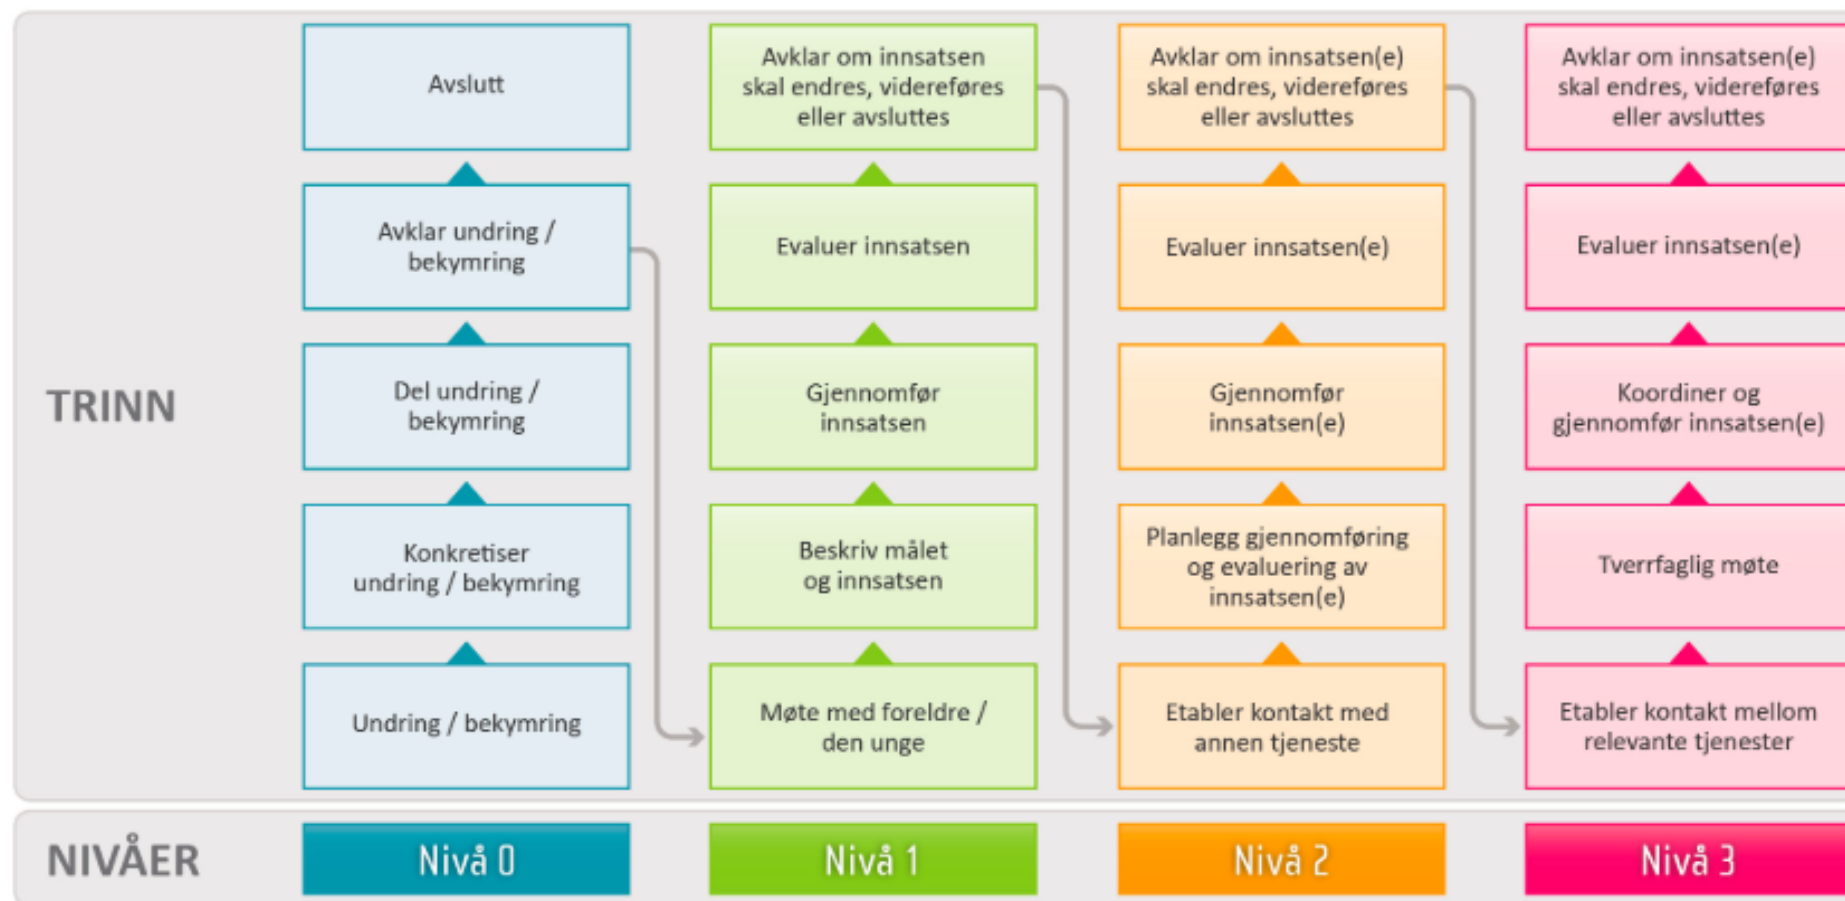 TRINN
Avslutt
Avklar undring /
bekymring
Del undring /
bekymring
Konkretiser
undring / bekymring
Undring / bekymring
Avklar om innsatsen
skal endres, videreføres
eller avsluttes
Evaluer innsatsen
Gjennomfør
innsatsen
Beskriv målet
og innsatsen
Møte med foreldre /
den unge
Avklar om innsatsen(e)
skal endres, videreføres
eller avsluttes
Evaluer innsatsen(e)
Gjennomfør
innsatsen(e)
Planlegg gjennomføring
og evaluering av
innsatsen(e)
Etabler kontakt med
annen tjeneste
Avklar om innsatsen(e)
skal endres, videreføres
eller avsluttes
Evaluer innsatsen(e)
Koordiner og
gjennomfør innsatsen(e)
Tverrfaglig møte
Etabler kontakt mellom
relevante tjenester
NIVÅER
Nivå 0
Nivå 1
Nivå 2
Nivå 3